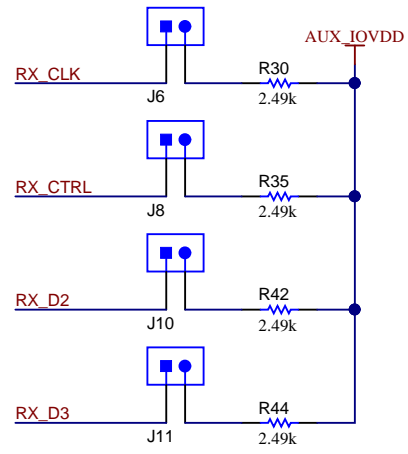 AUX_IOVDD
RX_CLK
R30
J6
2.49k
RX_CTRL
R35
J8
2.49k
RX_D2
R42
J10
2.49k
RX_D3
R44
J11
2.49k